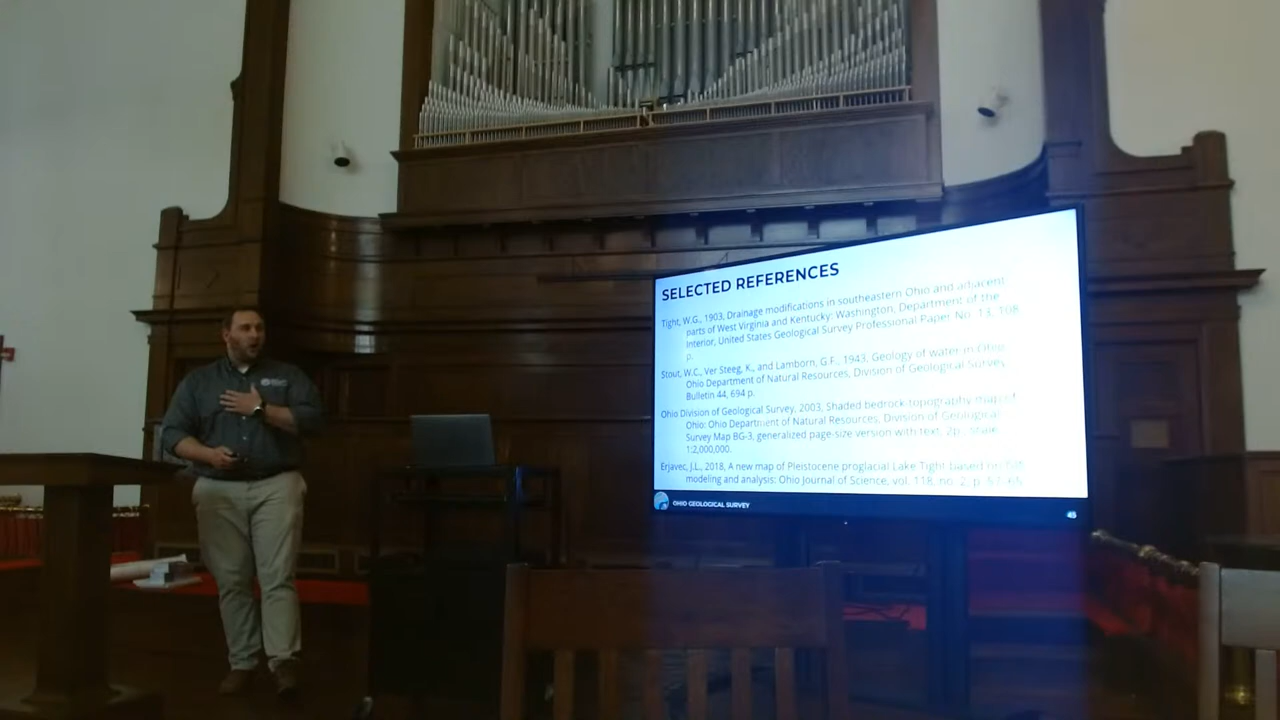 SELECTED REFERENCES
Tight, W.G., 1903, Drainage modifications in southeastern Ohio and adjacent
parts of West Virginia and Kentucky: Washington, Department of the
Interior, United States Geological Survey Professional Paper No. 13, 108
p.
Stout, W.C., Ver Steeg, K., and Lamborn, G.F., 1943, Geology of water in Ohio:
Ohio Department of Natural Resources, Division of Geological Survey
Bulletin 44, 694 p.
Ohio Division of Geological Survey, 2003, Shaded bedrock-topography map of
Ohio: Ohio Department of Natural Resources, Division of Geological
Survey Map BG-3, generalized page-size version with text, 2p., scale
1:2,000,000.
Erjavec, J.L., 2018, A new map of Pleistocene proglacial Lake Tight based on
modeling and analysis: Ohio Journal of Science, vol. 118, no. 2, p. 57-65
OHIO GEOLOGICAL SURVEY
45